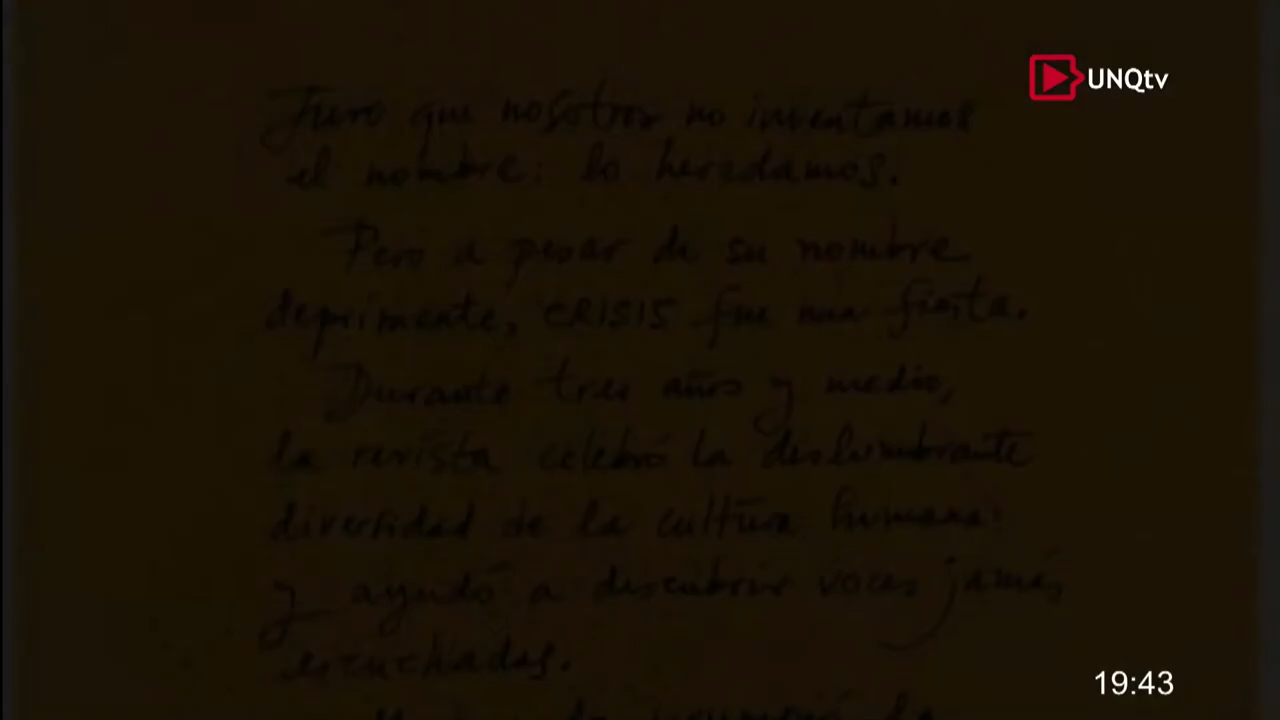 UNQtv
Juro que nosotros no inventamos
el nombre: lo heredamos.
Pero a pesar de su nombre
deprimente, CRISIS fue una fiesta.
Durante tres años y medio,
la revista celebró la deslumbrante
diversidad de la cultura humana
y ayudó a descubrir voces jamás
escuchadas.
19:43